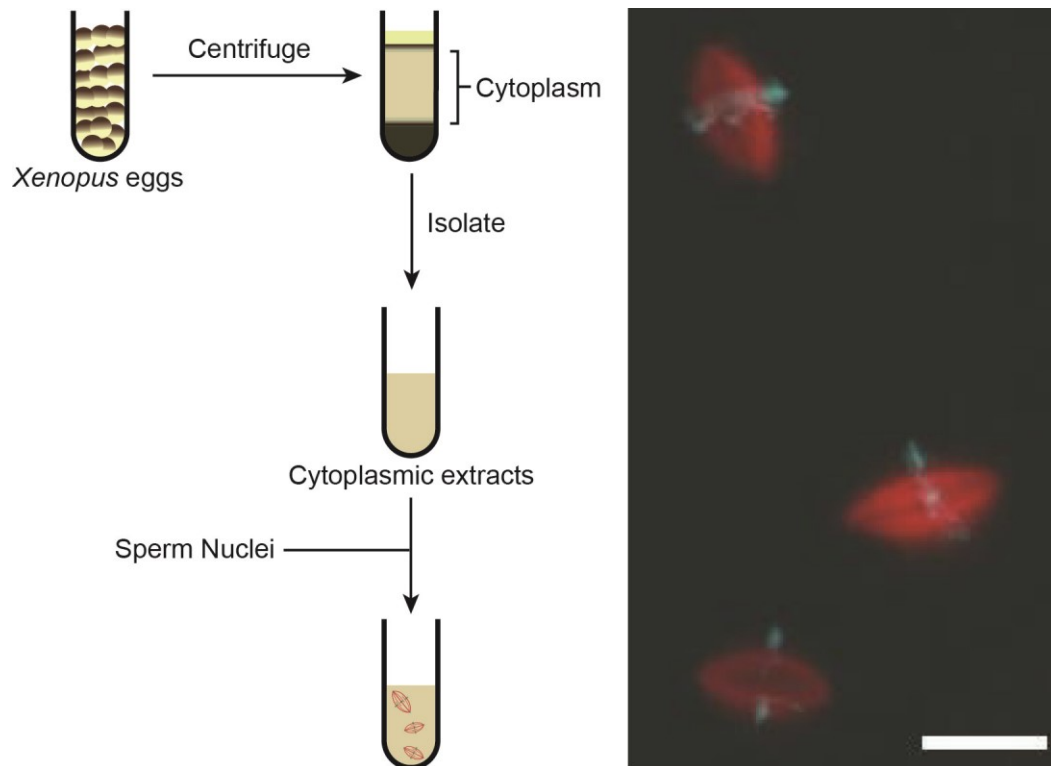 Centrifuge
Cytoplasm
Xenopus eggs
Isolate
Cytoplasmic extracts
Sperm Nuclei